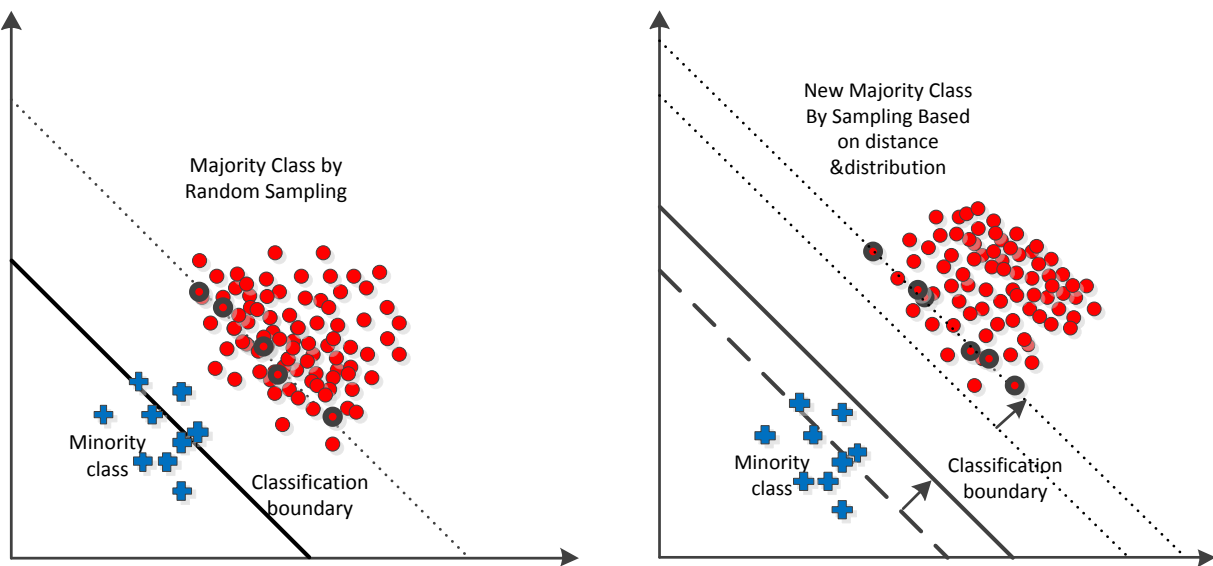 Majority Class by
Random Sampling
Minority
class
Classification
boundary
New Majority Class
By Sampling Based
on distance
&distribution
Minority
class
Classification
boundary